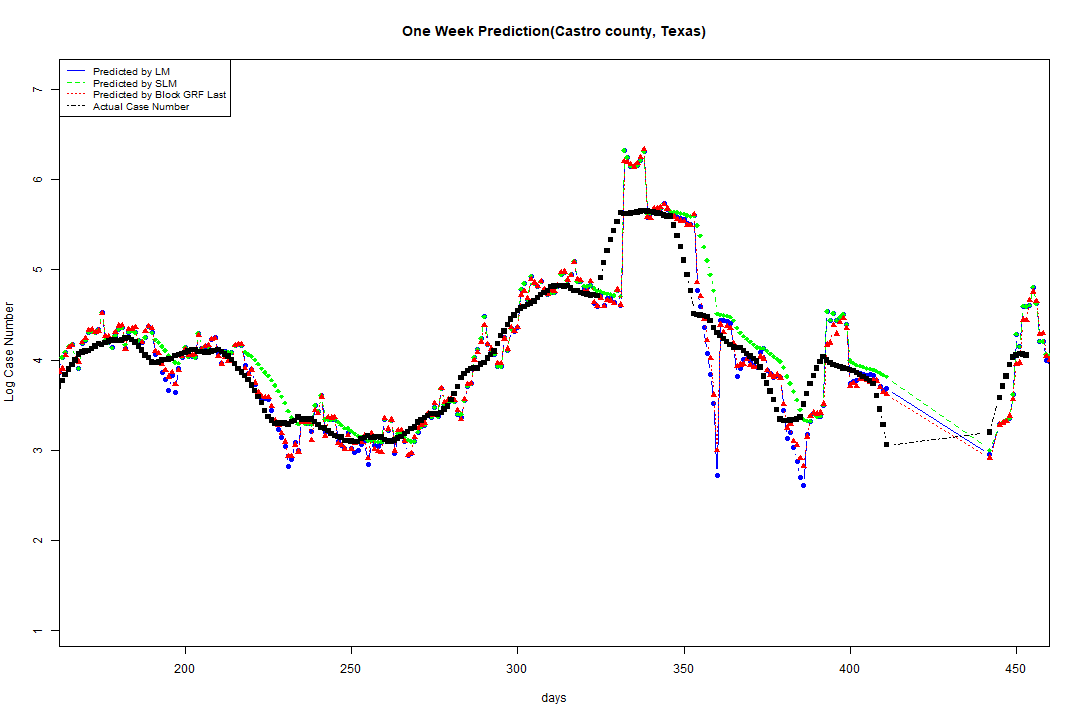 One Week Prediction(Castro county, Texas)
Predicted by LM
Predicted by SLM
Predicted by Block GRF Last
Actual Case Number
Log Case Number
7
6
5
4
3
2
1
200 250 300 350 400 450
days